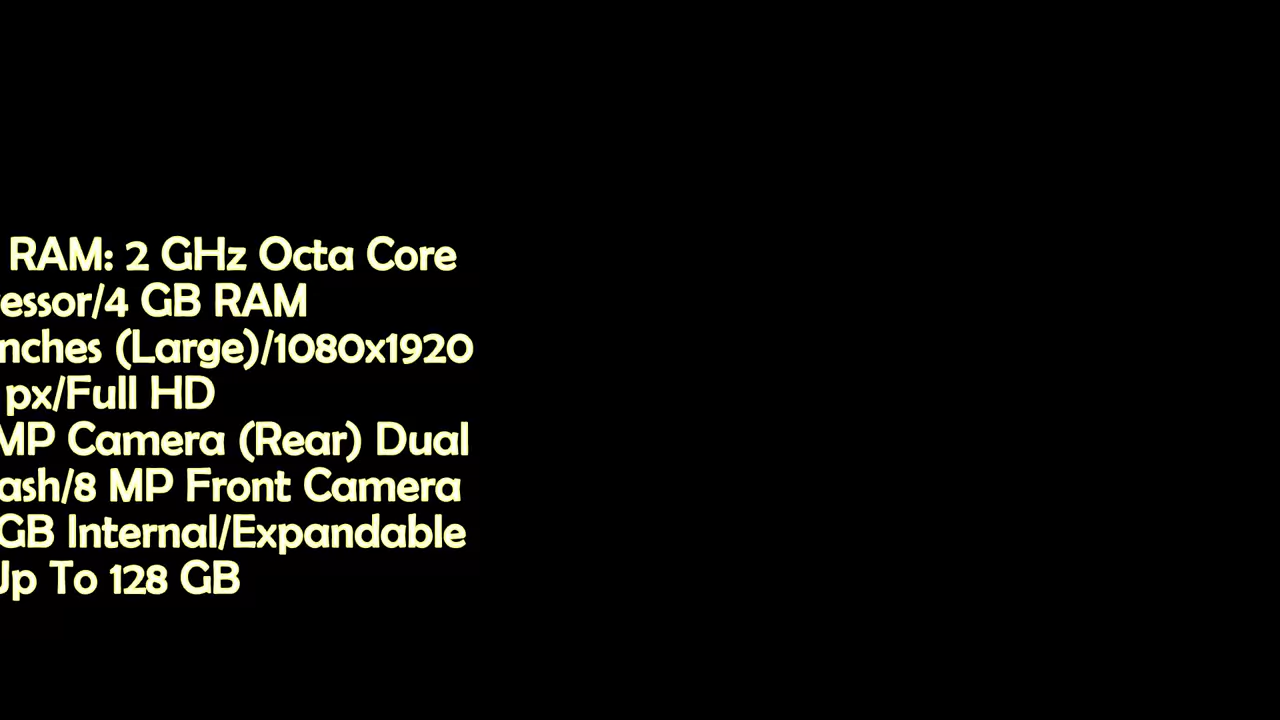 RAM: 2 GHz Octa Core
essor/4 GB RAM
nches (Large)/1080x1920
px/Full HD
MP Camera (Rear) Dual
ash/8 MP Front Camera
GB Internal/Expandable
Up To 128 GB